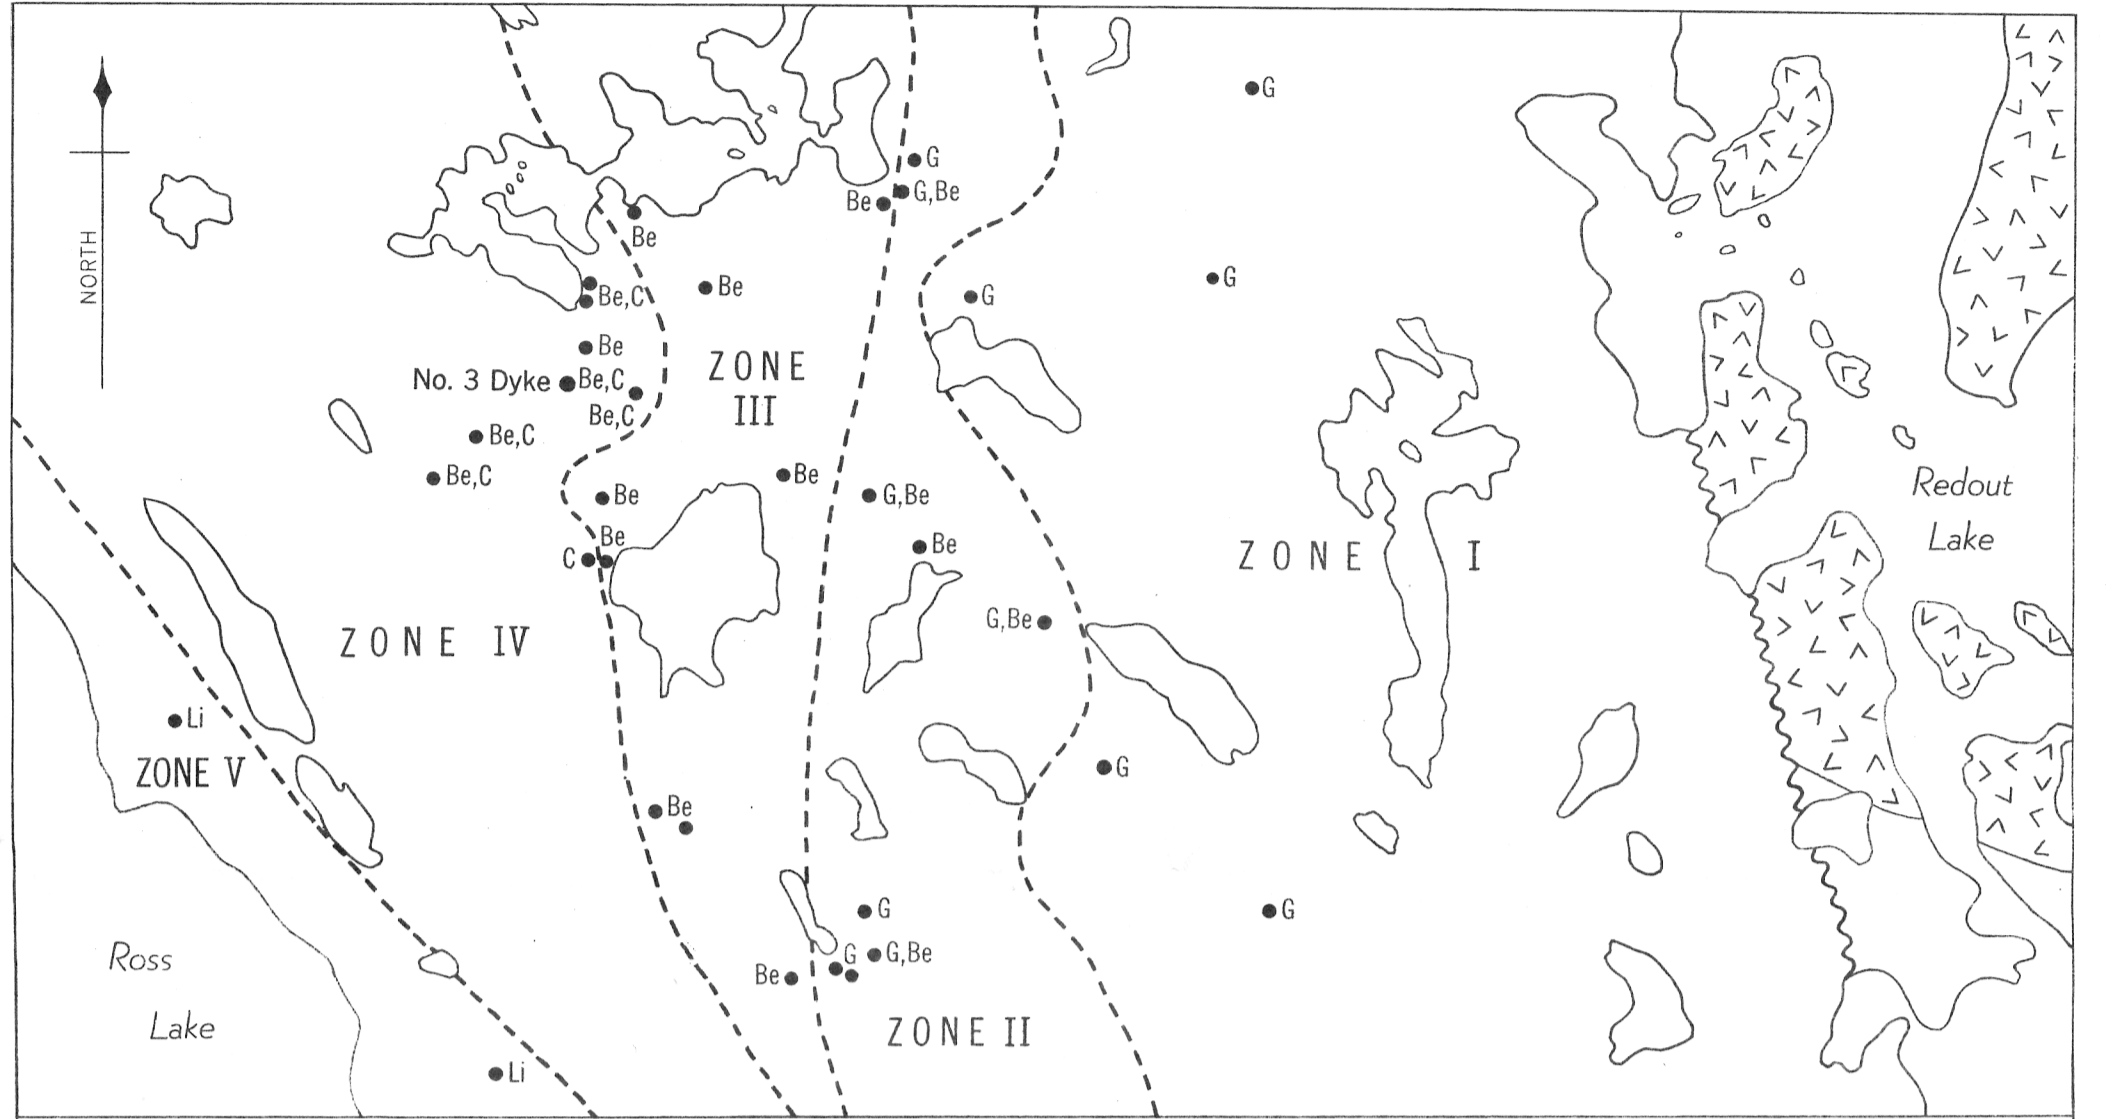 G
G
G,Be
Be
NORTH
Be
G
Be,C
Be
G
Be
ZONE
III
No. 3 Dyke
Be,C
Be,C
Be,C
Be,C
Be
Be
G,Be
Redout
Lake
Be
C
Be
ZONE I
G,Be
ZONE IV
Li
ZONE V
G
Be
G
G
G
G,Be
Be
Ross
Lake
ZONE II
Li